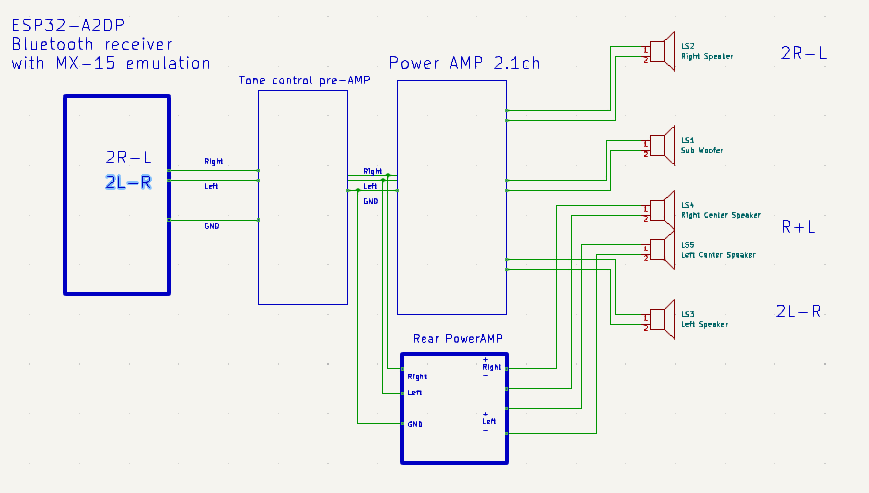 ESP32-A2DP
Bluetooth receiver
with MX-15 emulation
Tone control pre-AMP
Power AMP 2.1ch
2R-L
2L-R
Right
Left
GND
Right
Left
GND
1
2
LS2
Right Speaker
2R-L
1
2
LS1
Sub Woofer
1
2
LS4
Right Center Speaker
R+L
1
2
LS5
Left Center Speaker
1
2
LS3
Left Speaker
2L-R
Rear PowerAMP
Right
Left
GND
+
Right
-
+
Left
-